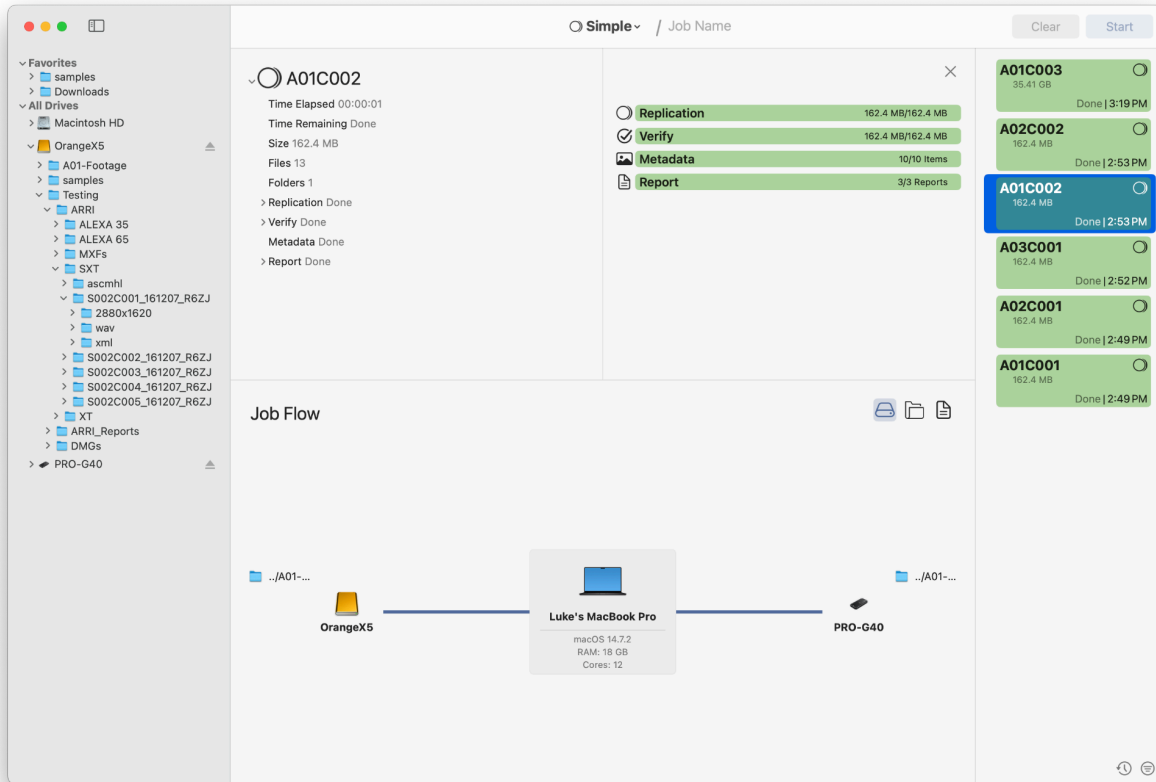 Simple
/ Job Name
Clear
Start
Favorites
samples
Downloads
All Drives
Macintosh HD
OrangeX5
A01-Footage
samples
Testing
ARRI
ALEXA 35
ALEXA 65
MXFs
SXT
ascmhl
S002C001_161207_R6ZJ
2880x1620
wav
xml
S002C002_161207_R6ZJ
S002C003_161207_R6ZJ
S002C004_161207_R6ZJ
S002C005_161207_R6ZJ
XT
ARRI_Reports
DMGs
PRO-G40
A01C002
Time Elapsed 00:00:01
Time Remaining Done
Size 162.4 MB
Files 13
Folders 1
Replication Done
Verify Done
Metadata Done
Report Done
Replication 162.4 MB/162.4 MB
Verify 162.4 MB/162.4 MB
Metadata 10/10 Items
Report 3/3 Reports
Job Flow
../A01-...
OrangeX5
Luke's MacBook Pro
macOS 14.7.2
RAM: 18 GB
Cores: 12
../A01-...
PRO-G40
A01C003
35.41 GB
Done | 3:19 PM
A02C002
162.4 MB
Done | 2:53 PM
A01C002
162.4 MB
Done | 2:53 PM
A03C001
162.4 MB
Done | 2:52 PM
A02C001
162.4 MB
Done | 2:49 PM
A01C001
162.4 MB
Done | 2:49 PM